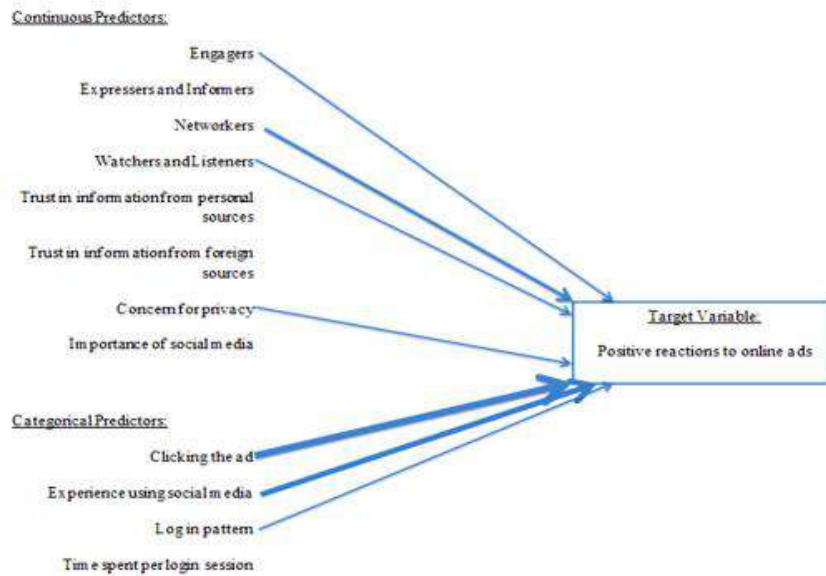 Continuous Predictors:
Engagers
Expressers and Informers
Networkers
Watchers and Listeners
Trust in information from personal
sources
Trust in information from foreign
sources
Concern for privacy
Importance of social media
Target Variable:
Positive reactions to online ads
Categorical Predictors:
Clicking the ad
Experience using social media
Log in pattern
Time spent per login session